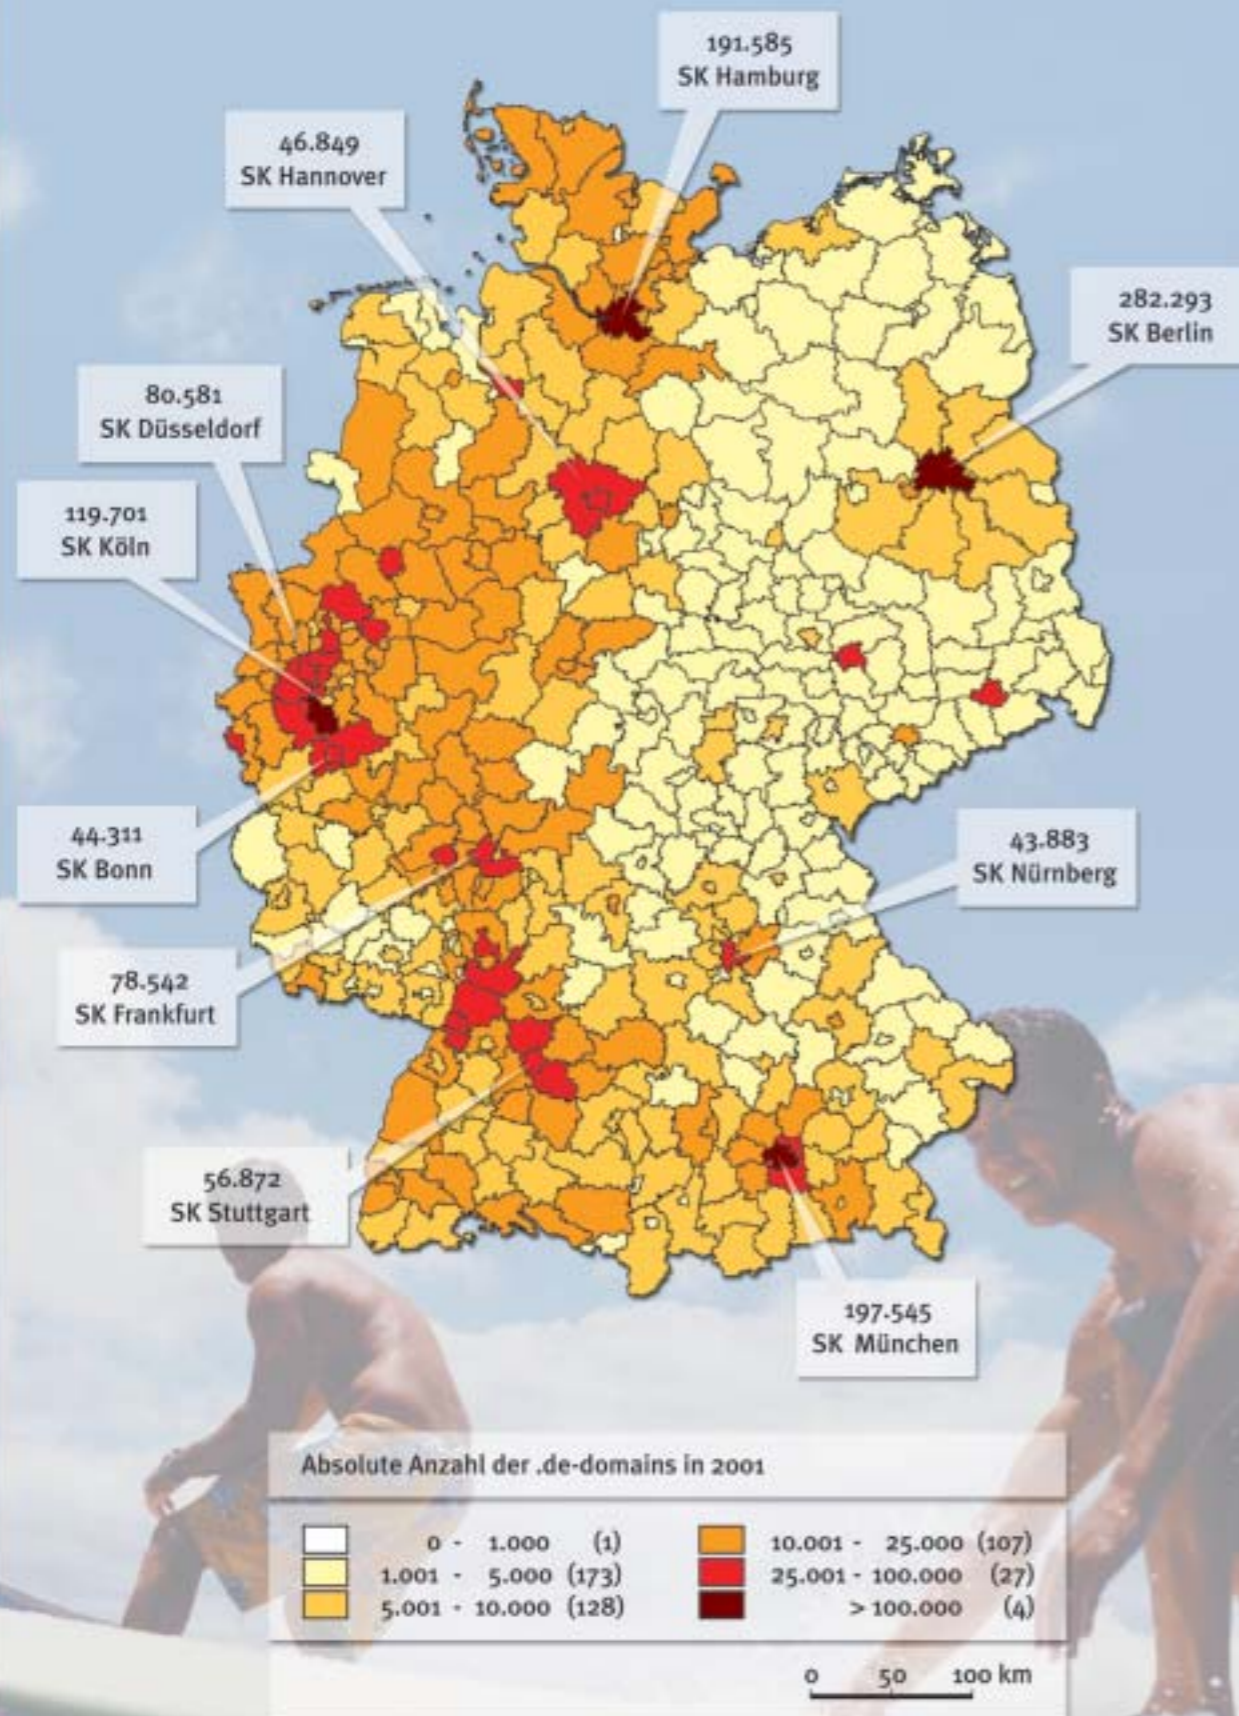 191.585
SK Hamburg
46.849
SK Hannover
282.293
SK Berlin
80.581
SK Düsseldorf
119.701
SK Köln
44.311
SK Bonn
43.883
SK Nürnberg
78.542
SK Frankfurt
56.872
SK Stuttgart
197.545
SK München
Absolute Anzahl der .de-domains in 2001
0 - 1.000 (1)
1.001 - 5.000 (173)
5.001 - 10.000 (128)
10.001 - 25.000 (107)
25.001 - 100.000 (27)
> 100.000 (4)
0 50 100 km